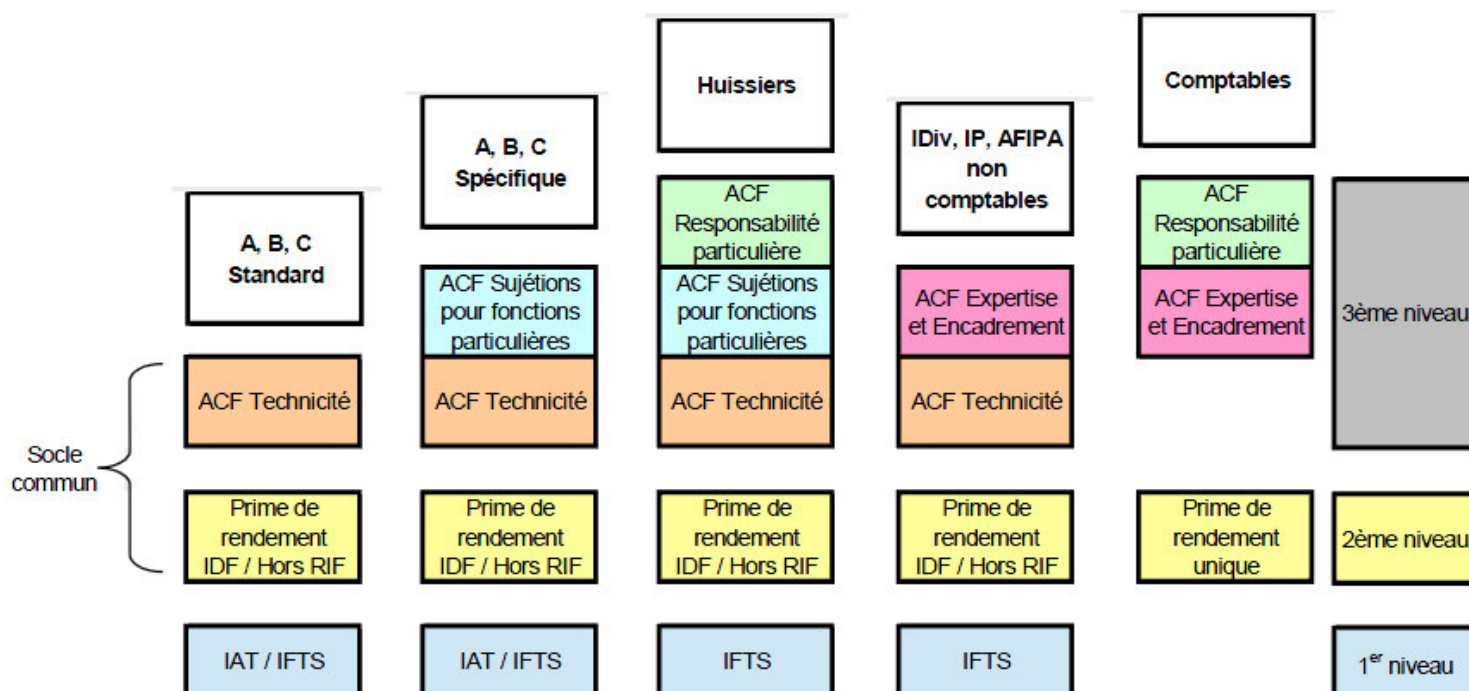 A, B, C
Standard
ACF Technicité
Prime de
rendement
IDF / Hors RIF
IAT / IFTS
Socle
commun
A, B, C
Spécifique
ACF Sujétions
pour fonctions
particulières
ACF Technicité
Prime de
rendement
IDF / Hors RIF
IAT / IFTS
Huissiers
ACF
Responsabilité
particulière
ACF Sujétions
pour fonctions
particulières
ACF Technicité
Prime de
rendement
IDF / Hors RIF
IFTS
IDiv, IP, AFIPA
non
comptables
ACF Expertise
et Encadrement
ACF Technicité
Prime de
rendement
IDF / Hors RIF
IFTS
Comptables
ACF
Responsabilité
particulière
ACF Expertise
et Encadrement
Prime de
rendement
unique
3ème niveau
2ème niveau
1er niveau